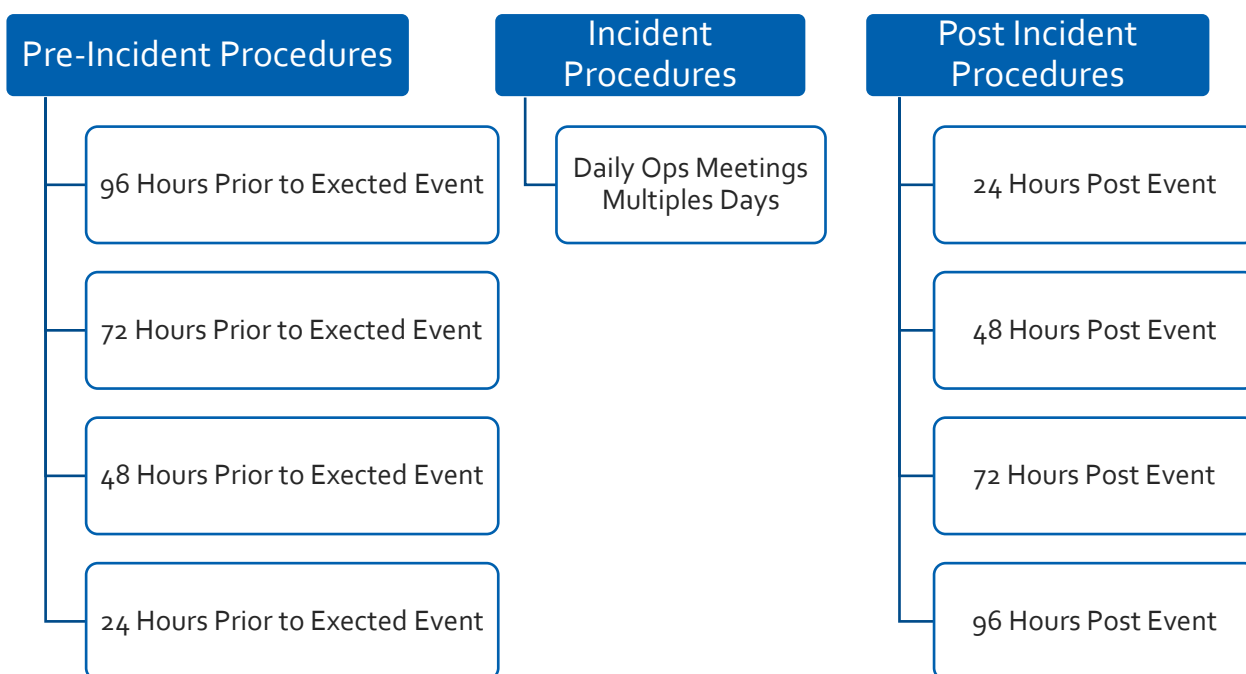 Pre-Incident Procedures
96 Hours Prior to Exected Event
72 Hours Prior to Exected Event
48 Hours Prior to Exected Event
24 Hours Prior to Exected Event
Incident
Procedures
Daily Ops Meetings
Multiples Days
Post Incident
Procedures
24 Hours Post Event
48 Hours Post Event
72 Hours Post Event
96 Hours Post Event